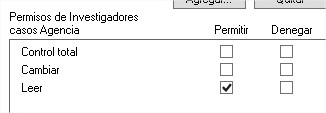 Agregar... Quitar
Permisos de Investigadores
casos Agencia Permitir Denegar
Control total
Cambiar
Leer